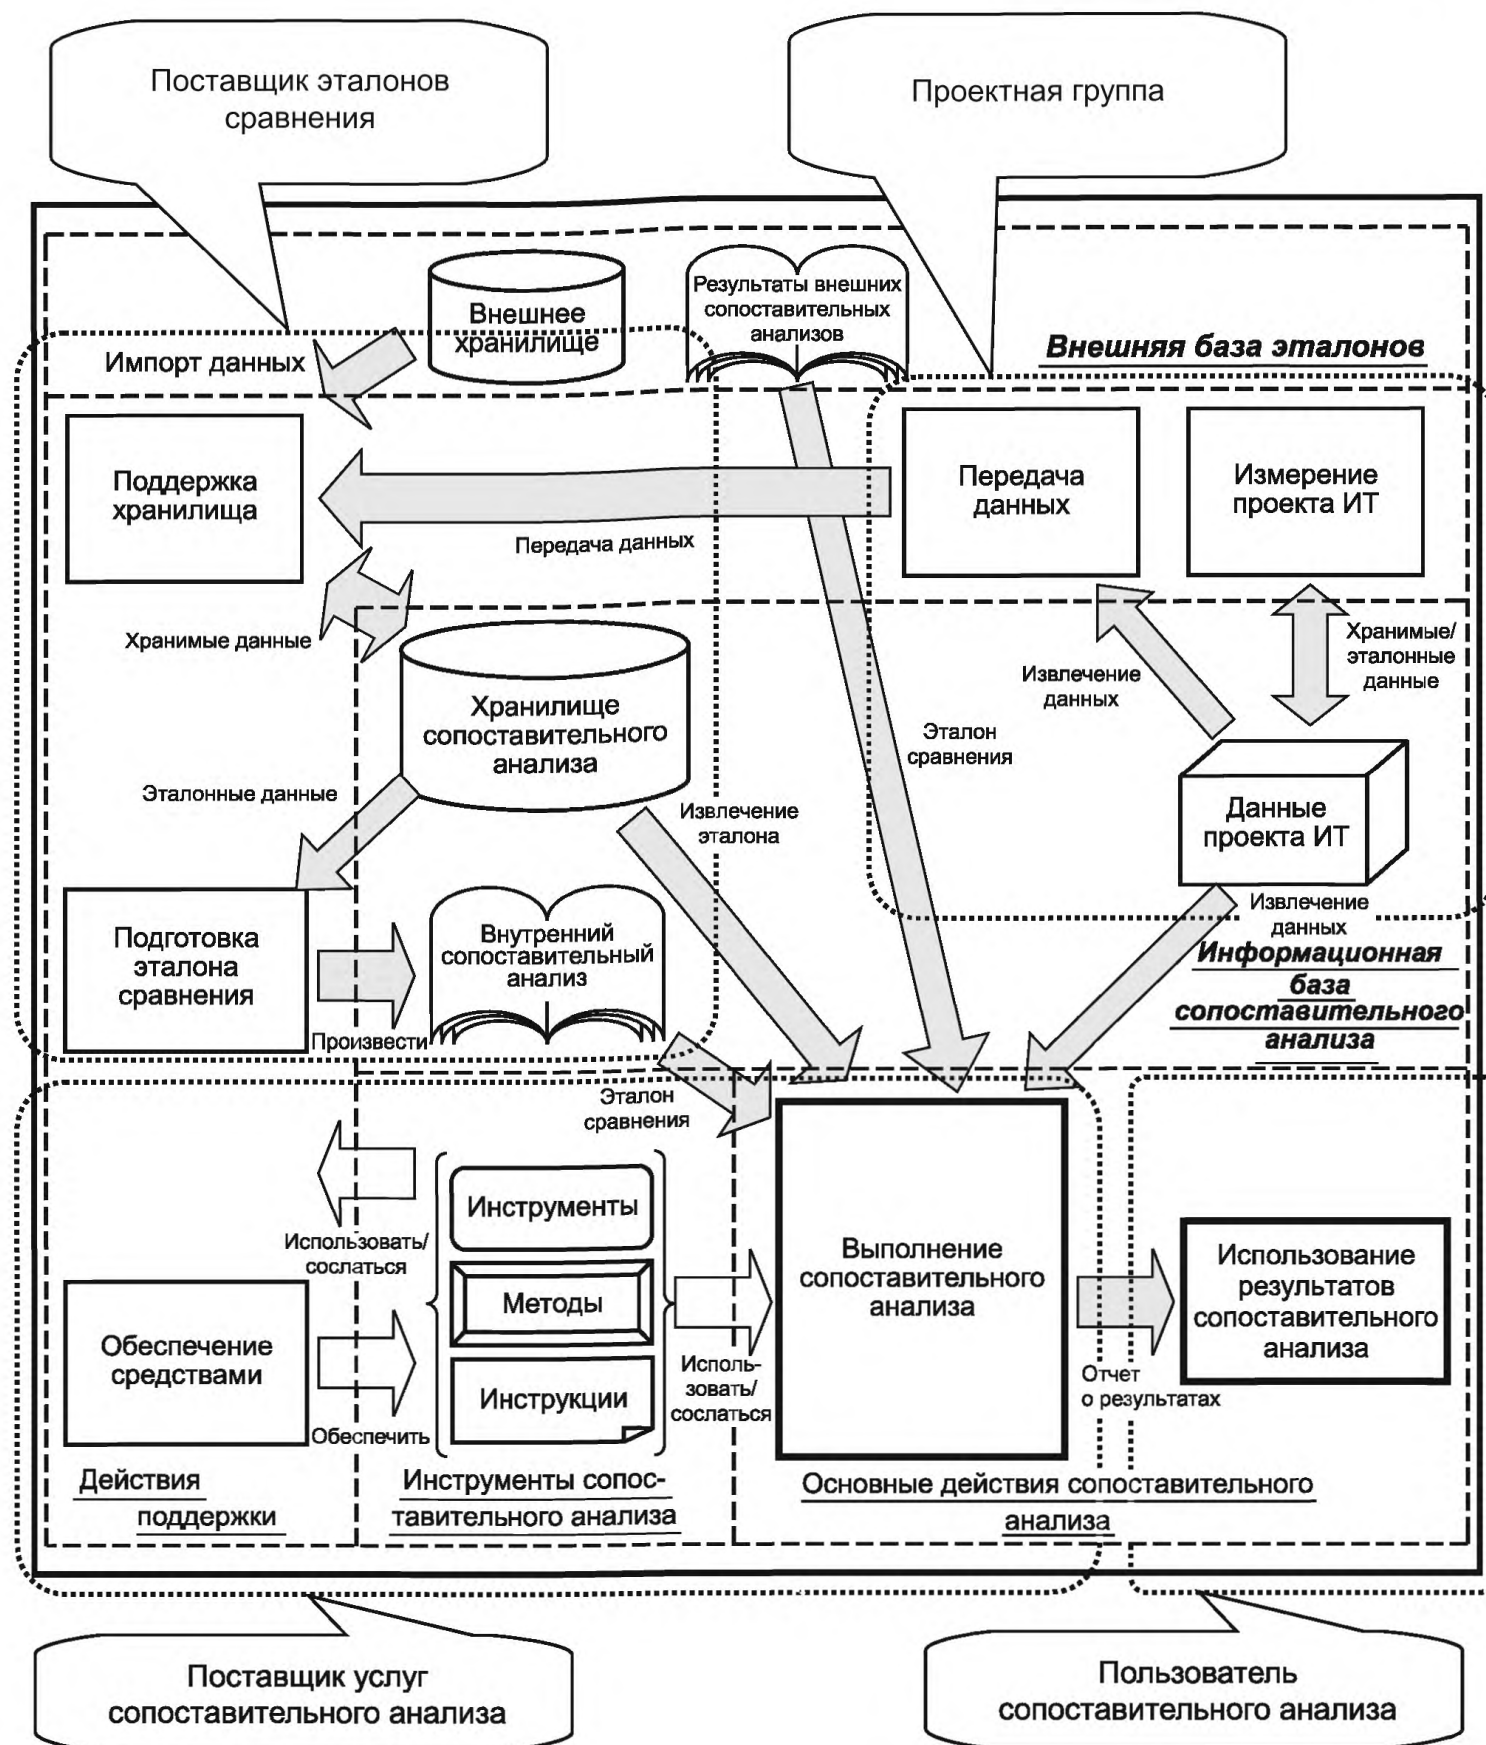 Поставщик эталонов
сравнения
Проектная группа
Внешнее
хранилище
Результаты внешних
сопоставительных
анализов
Внешняя база эталонов
Импорт данных
Поддержка
хранилища
Передача данных
Передача
данных
Измерение
проекта ИТ
Хранимые данные
Хранилище
сопоставительного
анализа
Извлечение
данных
Хранимые/
эталонные
данные
Эталон
сравнения
Эталонные данные
Извлечение
эталона
Данные
проекта ИТ
Подготовка
эталона
сравнения
Произвести
Внутренний
сопоставительный
анализ
Извлечение
данных
Информационная
база
сопоставительного
анализа
Эталон
сравнения
Использовать/
сослаться
Инструменты
Методы
Инструкции
Обеспечение
средствами
Обеспечить
Исполь-
зовать/
сослаться
Выполнение
сопоставительного
анализа
Отчет
о результатах
Использование
результатов
сопоставительного
анализа
Действия
поддержки
Инструменты сопос-
тавительного анализа
Основные действия сопоставительного
анализа
Поставщик услуг
сопоставительного анализа
Пользователь
сопоставительного анализа